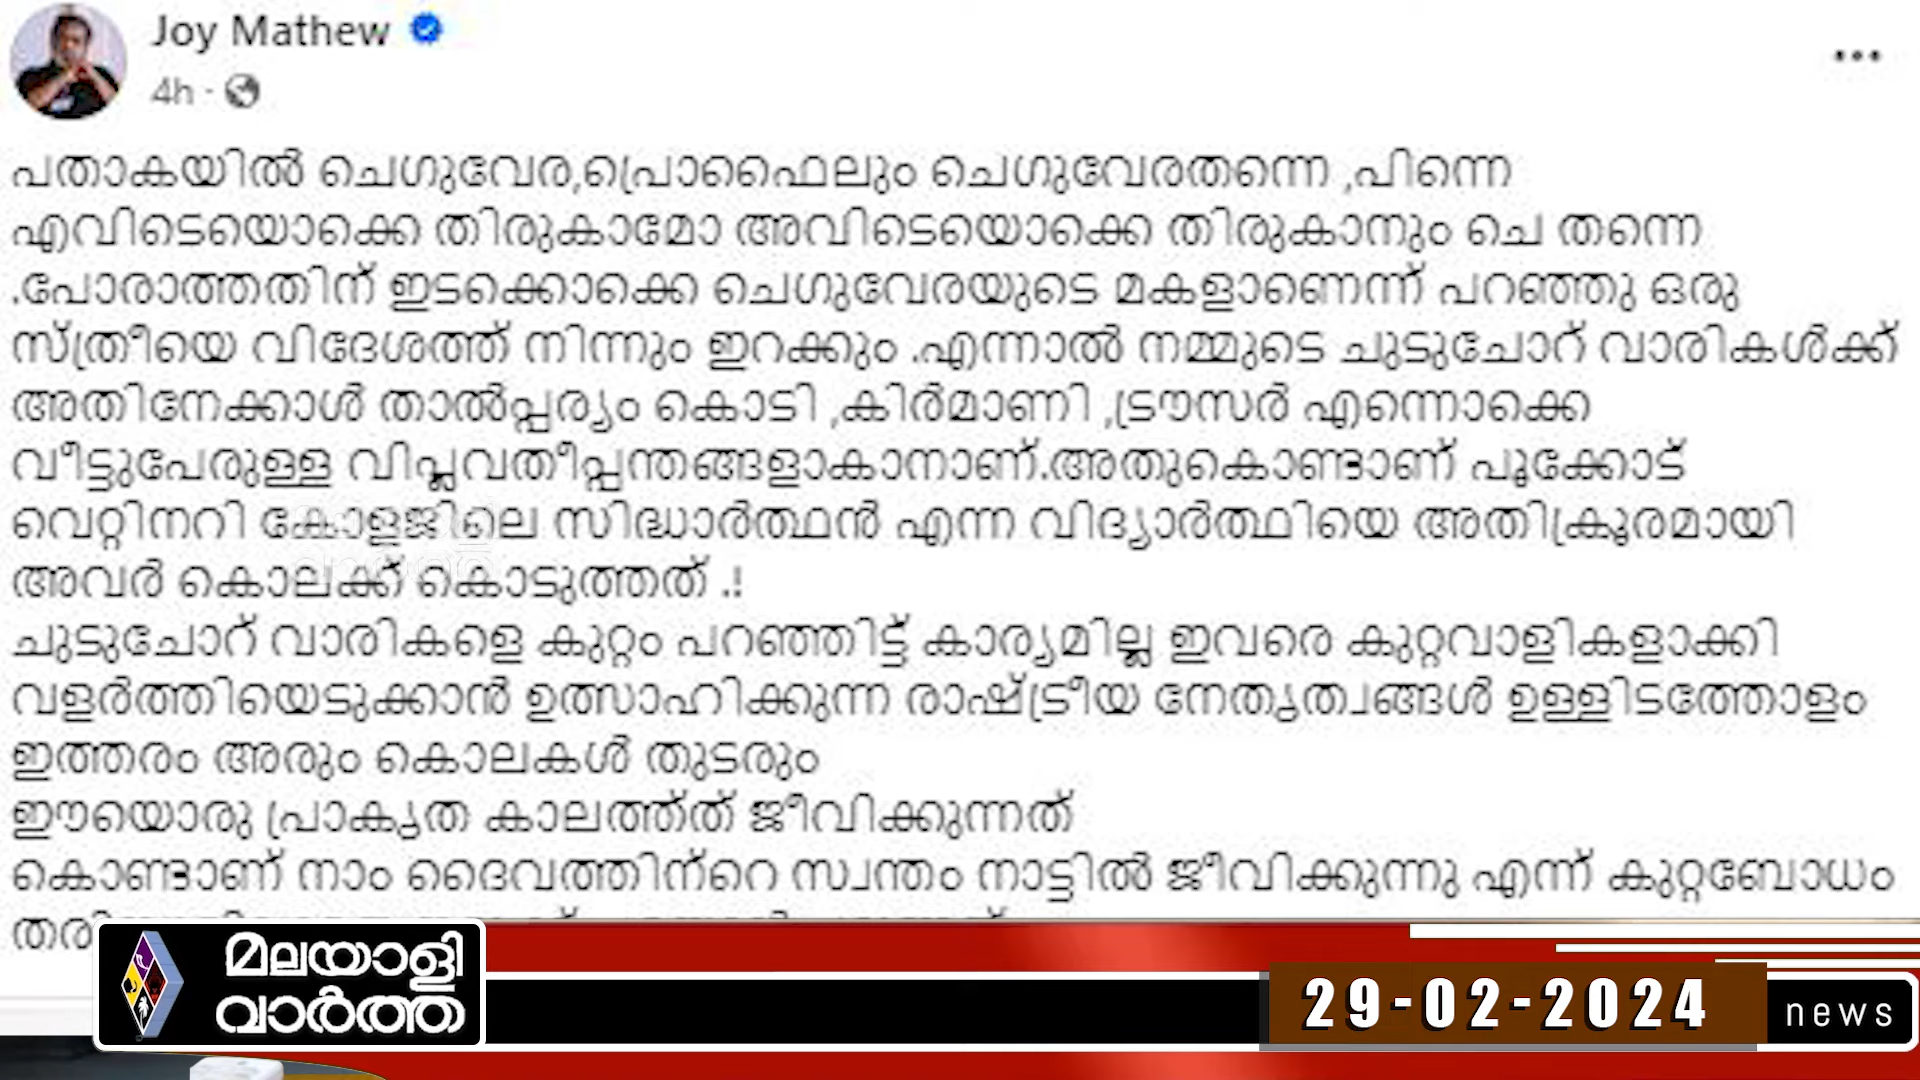 Joy Mathew
4h ·
പതാകയിൽ ചെഗുവേര,പ്രൊഫൈലും ചെഗുവേരതന്നെ ,പിന്നെ
എവിടെയൊക്കെ തിരുകാമോ അവിടെയൊക്കെ തിരുകാനും ചെ തന്നെ
.പോരാത്തതിന് ഇടക്കൊക്കെ ചെഗുവേരയുടെ മകളാണെന്ന് പറഞ്ഞു ഒരു
സ്ത്രീയെ വിദേശത്ത് നിന്നും ഇറക്കും .എന്നാൽ നമ്മുടെ ചുടുചോറ് വാരികൾക്ക്
അതിനേക്കാൾ താൽപ്പര്യം കൊടി ,കിർമാണി ,ട്രൗസർ എന്നൊക്കെ
വീട്ടുപേരുള്ള വിപ്ലവതീപ്പന്തങ്ങളാകാനാണ്.അതുകൊണ്ടാണ് പൂക്കോട്
വെറ്റിനറി കോളജിലെ സിദ്ധാർത്ഥൻ എന്ന വിദ്യാർത്ഥിയെ അതിക്രൂരമായി
അവർ കൊലക്ക് കൊടുത്തത് .!
ചുടുചോറ് വാരികളെ കുറ്റം പറഞ്ഞിട്ട് കാര്യമില്ല ഇവരെ കുറ്റവാളികളാക്കി
വളർത്തിയെടുക്കാൻ ഉത്സാഹിക്കുന്ന രാഷ്ട്രീയ നേതൃത്വങ്ങൾ ഉള്ളിടത്തോളം
ഇത്തരം അരും കൊലകൾ തുടരും
ഈയൊരു പ്രാകൃത കാലത്ത്ത് ജീവിക്കുന്നത്
കൊണ്ടാണ് നാം ദൈവത്തിന്റെ സ്വന്തം നാട്ടിൽ ജീവിക്കുന്നു എന്ന് കുറ്റബോധം
മലയാളി
വാർത്ത
29-02-2024
news